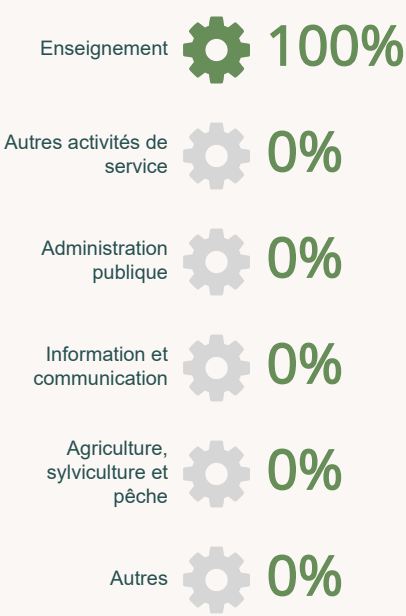 Enseignement
100%
Autres activités de
service
0%
Administration
publique
0%
Information et
communication
0%
Agriculture,
sylviculture et
pêche
0%
Autres
0%